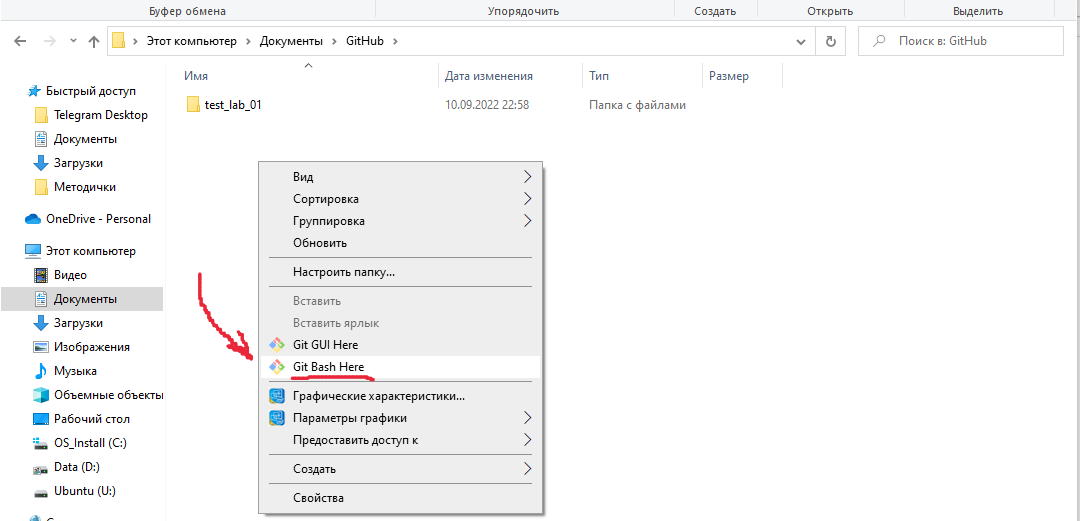 Буфер обмена Упорядочить Создать Открыть Выделить
Этот компьютер Документы GitHub Поиск в: GitHub
Имя Дата изменения Тип Размер
test_lab_01 10.09.2022 22:58 Папка с файлами
Быстрый доступ
Telegram Desktop
Документы
Загрузки
Методички
OneDrive - Personal
Этот компьютер
Видео
Документы
Загрузки
Изображения
Музыка
Объемные объекты
Рабочий стол
OS_Install (C:)
Data (D:)
Ubuntu (U:)
Вид
Сортировка
Группировка
Обновить
Настроить папку...
Вставить
Вставить ярлык
Git GUI Here
Git Bash Here
Графические характеристики...
Параметры графики
Предоставить доступ к
Создать
Свойства